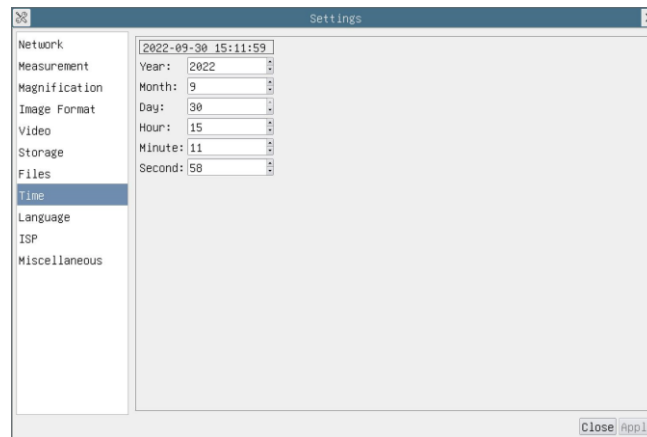 Settings
Network
Measurement
Magnification
Image Format
Video
Storage
Files
Time
Language
ISP
Miscellaneous
2022-09-30 15:11:59
Year: 2022
Month: 9
Day: 30
Hour: 15
Minute: 11
Second: 58
Close Appl